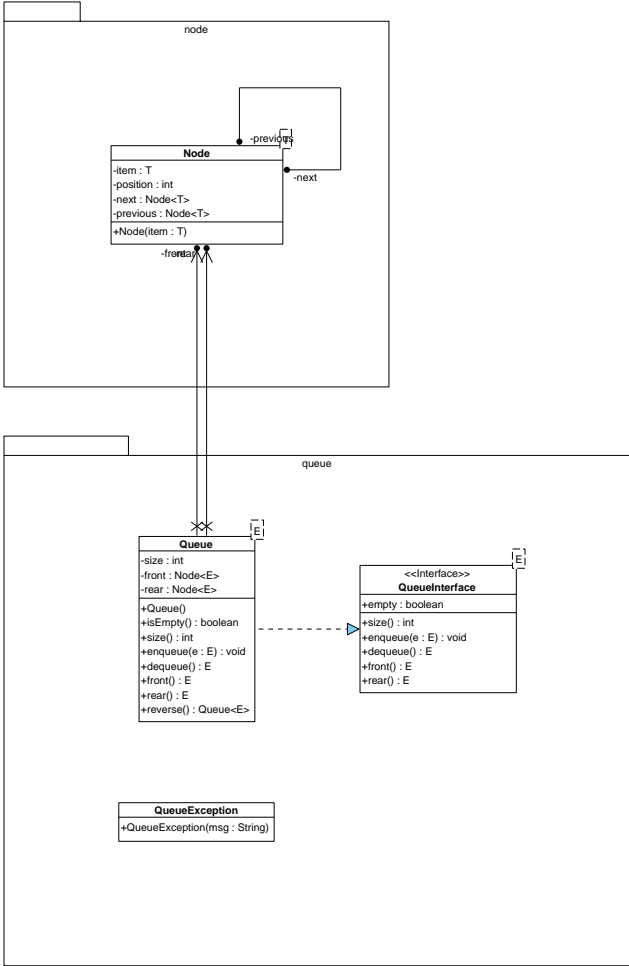 node
-previous
T
Node
-item : T
-position : int
-next : Node<T>
-previous : Node<T>
+Node(item : T)
-next
-front
-rear
queue
E
Queue
-size : int
-front : Node<E>
-rear : Node<E>
+Queue()
+isEmpty() : boolean
+size() : int
+enqueue(e : E) : void
+dequeue() : E
+front() : E
+rear() : E
+reverse() : Queue<E>
E
<<Interface>>
QueueInterface
+empty : boolean
+size() : int
+enqueue(e : E) : void
+dequeue() : E
+front() : E
+rear() : E
QueueException
+QueueException(msg : String)